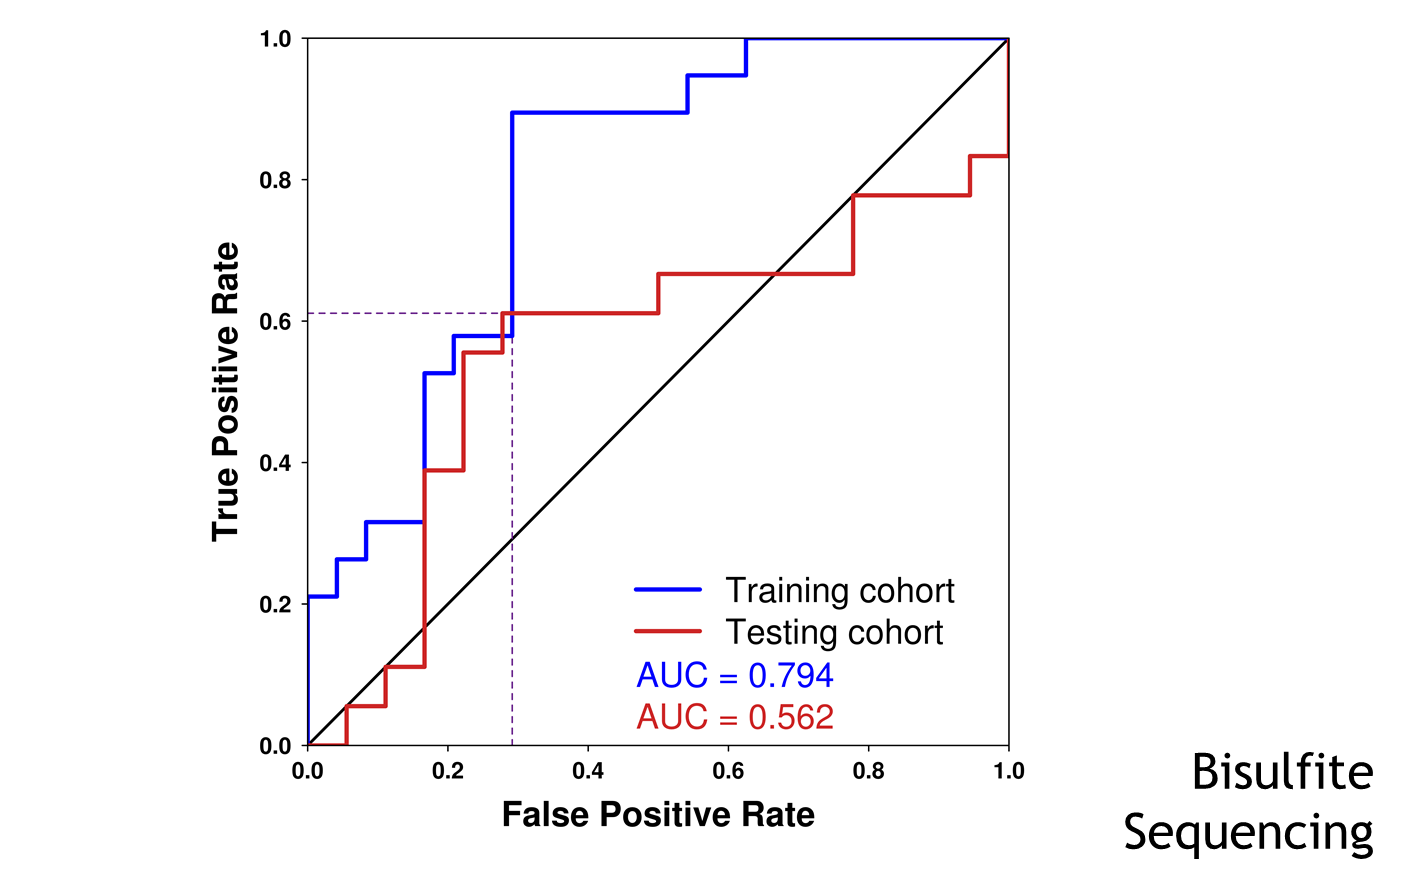 1.0
0.8
0.6
0.4
0.2
0.0
True Positive Rate
0.0 0.2 0.4 0.6 0.8 1.0
False Positive Rate
Training cohort
Testing cohort
AUC = 0.794
AUC = 0.562
Bisulfite
Sequencing